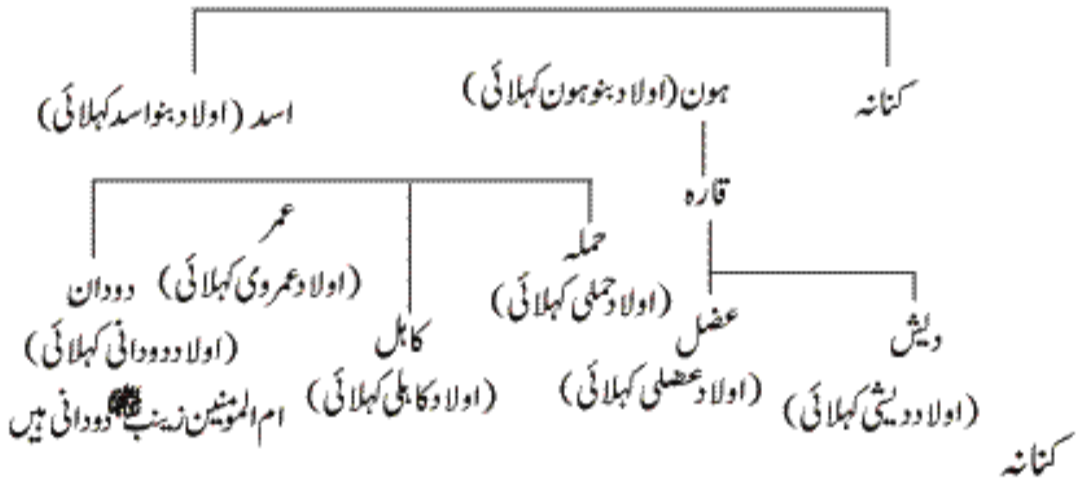 کنانہ
ہون (اولاد بنو ہون کہلائی)
اسد (اولاد بنو اسد کہلائی)
قارہ
حملہ
(اولاد حملی کہلائی)
عمر
(اولاد عمروی کہلائی)
دودان
(اولاد دودانی کہلائی)
ام المومنین زینب دودانی ہیں
کاہل
(اولاد کاہلی کہلائی)
عضل
(اولاد عضلی کہلائی)
دیش
(اولاد دیشی کہلائی)
کنانہ